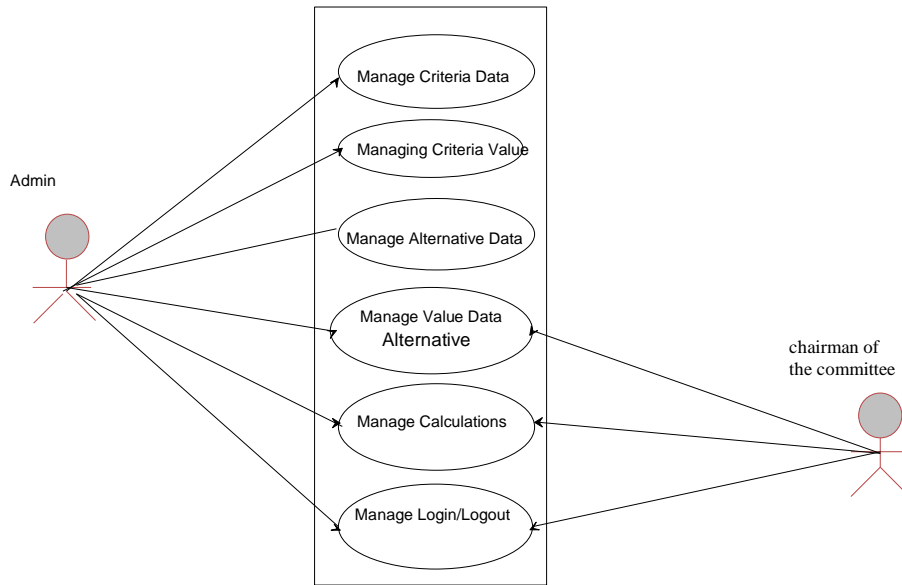 Manage Criteria Data
Managing Criteria Value
Admin
Manage Alternative Data
Manage Value Data
Alternative
chairman of
the committee
Manage Calculations
Manage Login/Logout